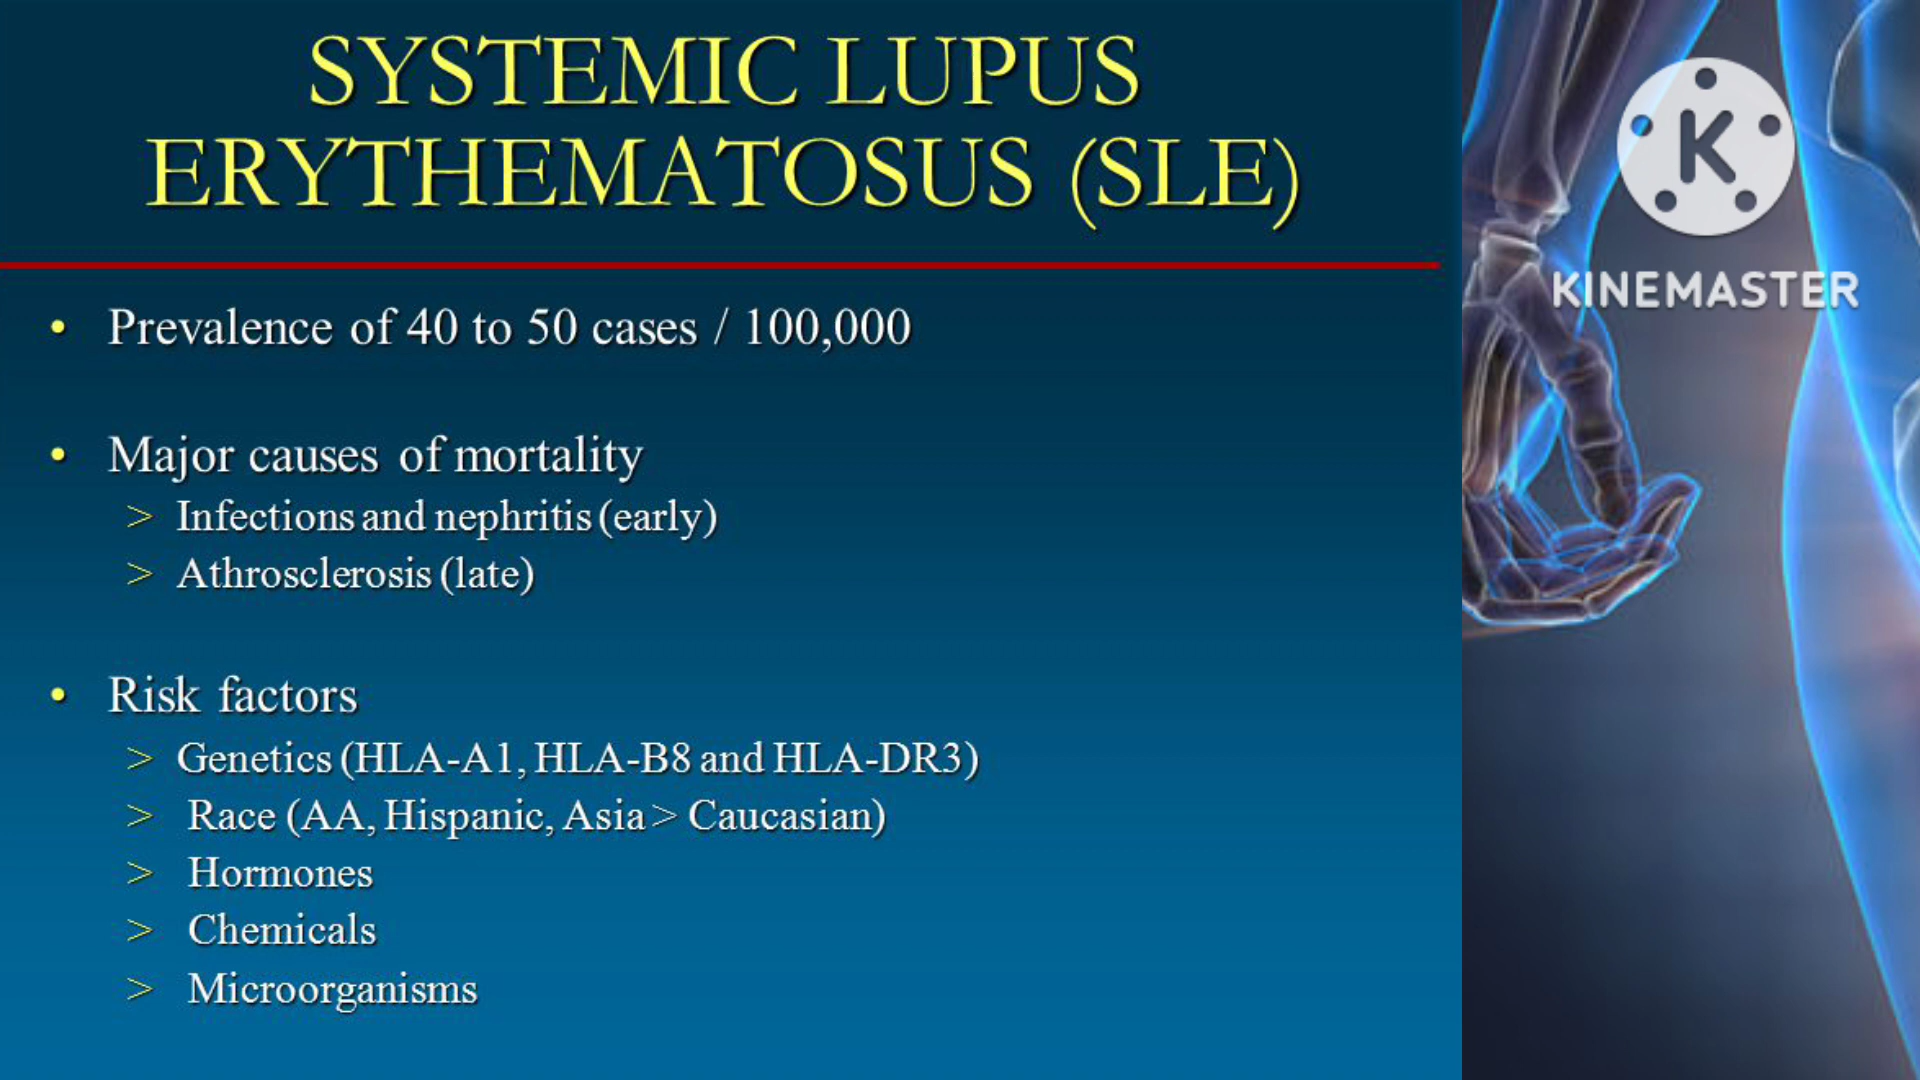 SYSTEMIC LUPUS
ERYTHEMATOSUS (SLE)
• Prevalence of 40 to 50 cases / 100,000
• Major causes of mortality
> Infections and nephritis (early)
> Athrosclerosis (late)
• Risk factors
> Genetics (HLA-A1, HLA-B8 and HLA-DR3)
> Race (AA, Hispanic, Asia > Caucasian)
> Hormones
> Chemicals
> Microorganisms
K
KINEMASTER